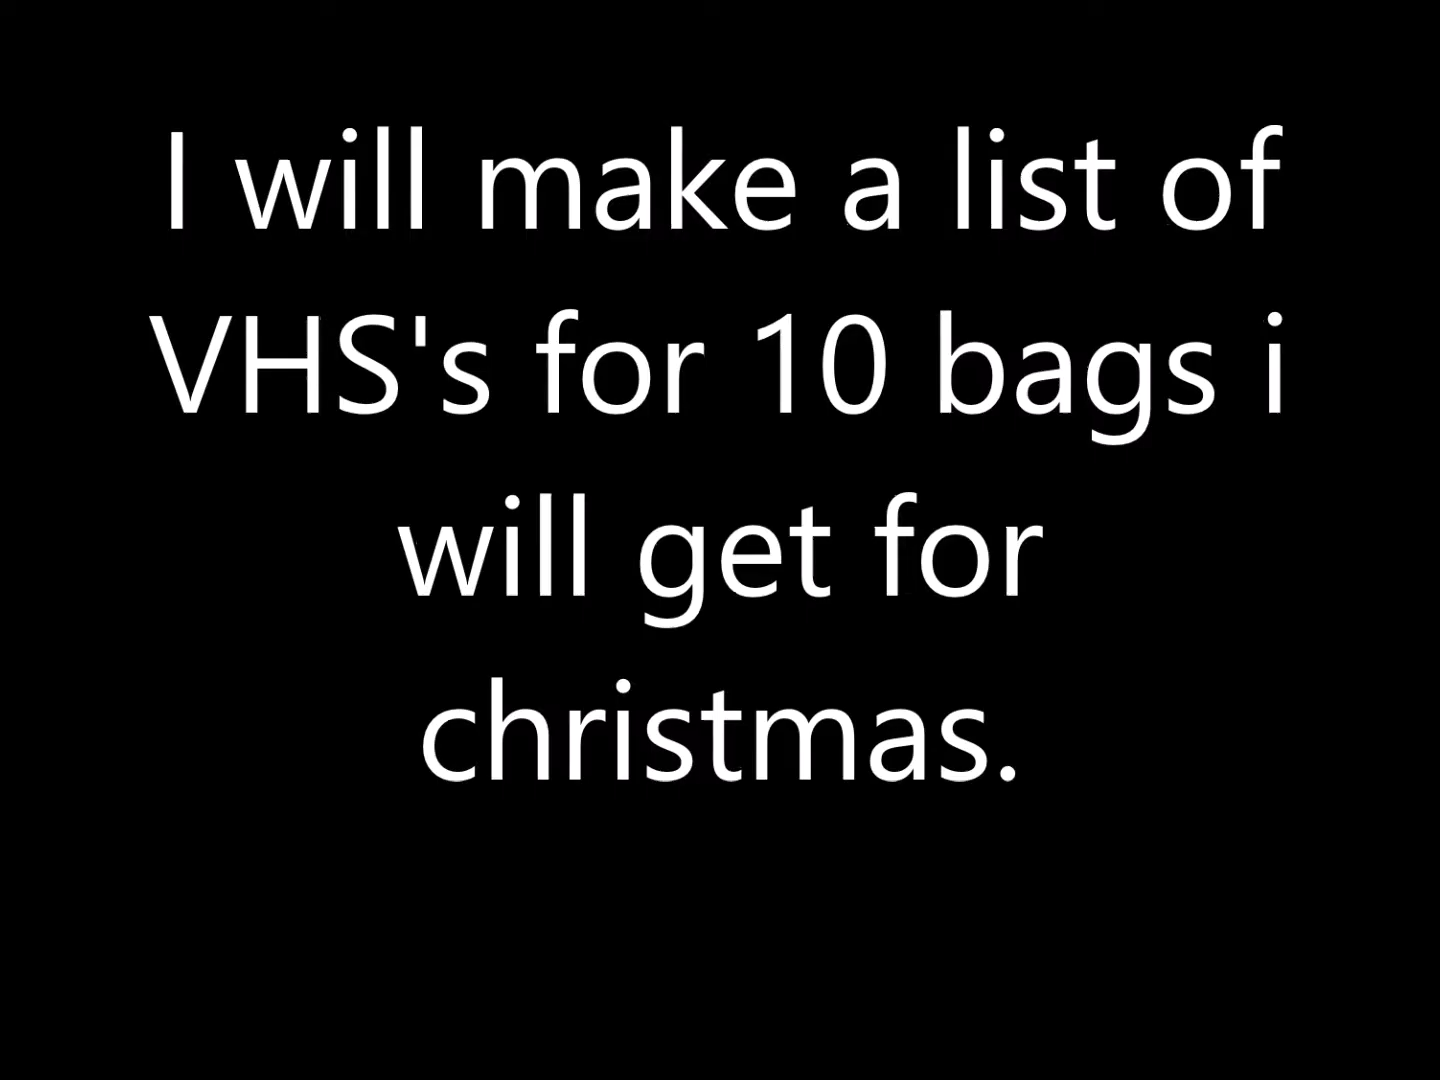 I will make a list of
VHS's for 10 bags i
will get for
christmas.